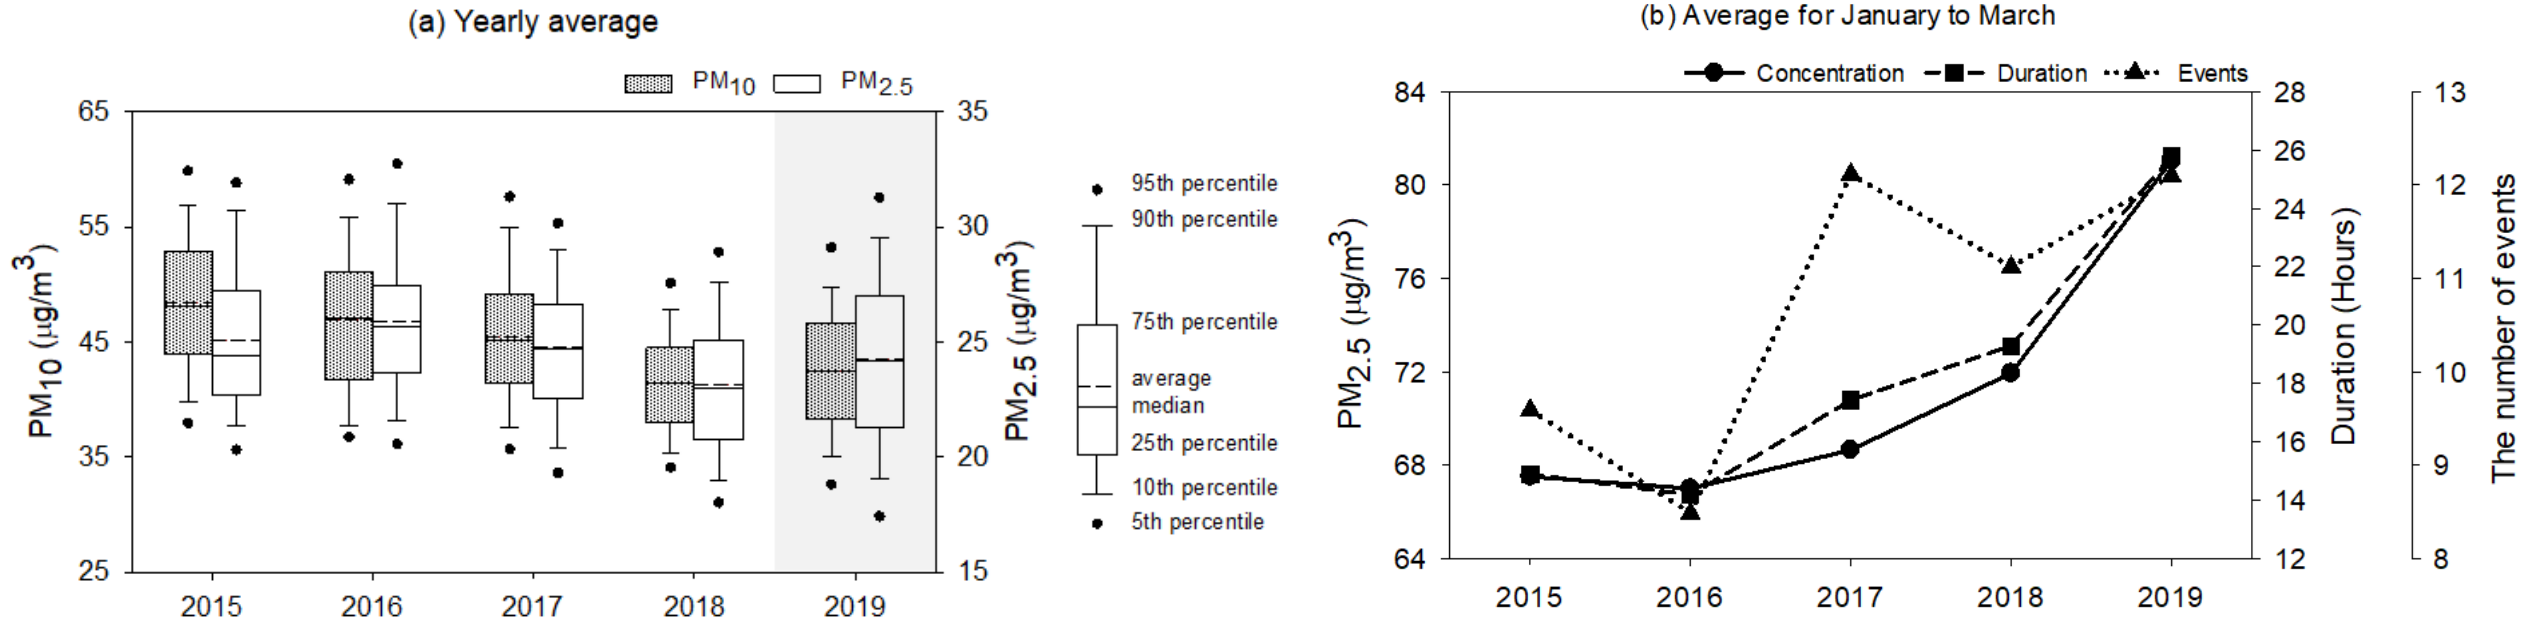 (a) Yearly average
PM10 PM2.5
65
55
45
35
25
PM10 (μg/m3)
35
30
25
20
15
PM2.5 (μg/m3)
2015 2016 2017 2018 2019
95th percentile
90th percentile
75th percentile
average
median
25th percentile
10th percentile
5th percentile
(b) Average for January to March
Concentration Duration Events
84
80
76
72
68
64
PM2.5 (μg/m3)
28
26
24
22
20
18
16
14
12
Duration (Hours)
13
12
11
10
9
8
The number of events
2015 2016 2017 2018 2019